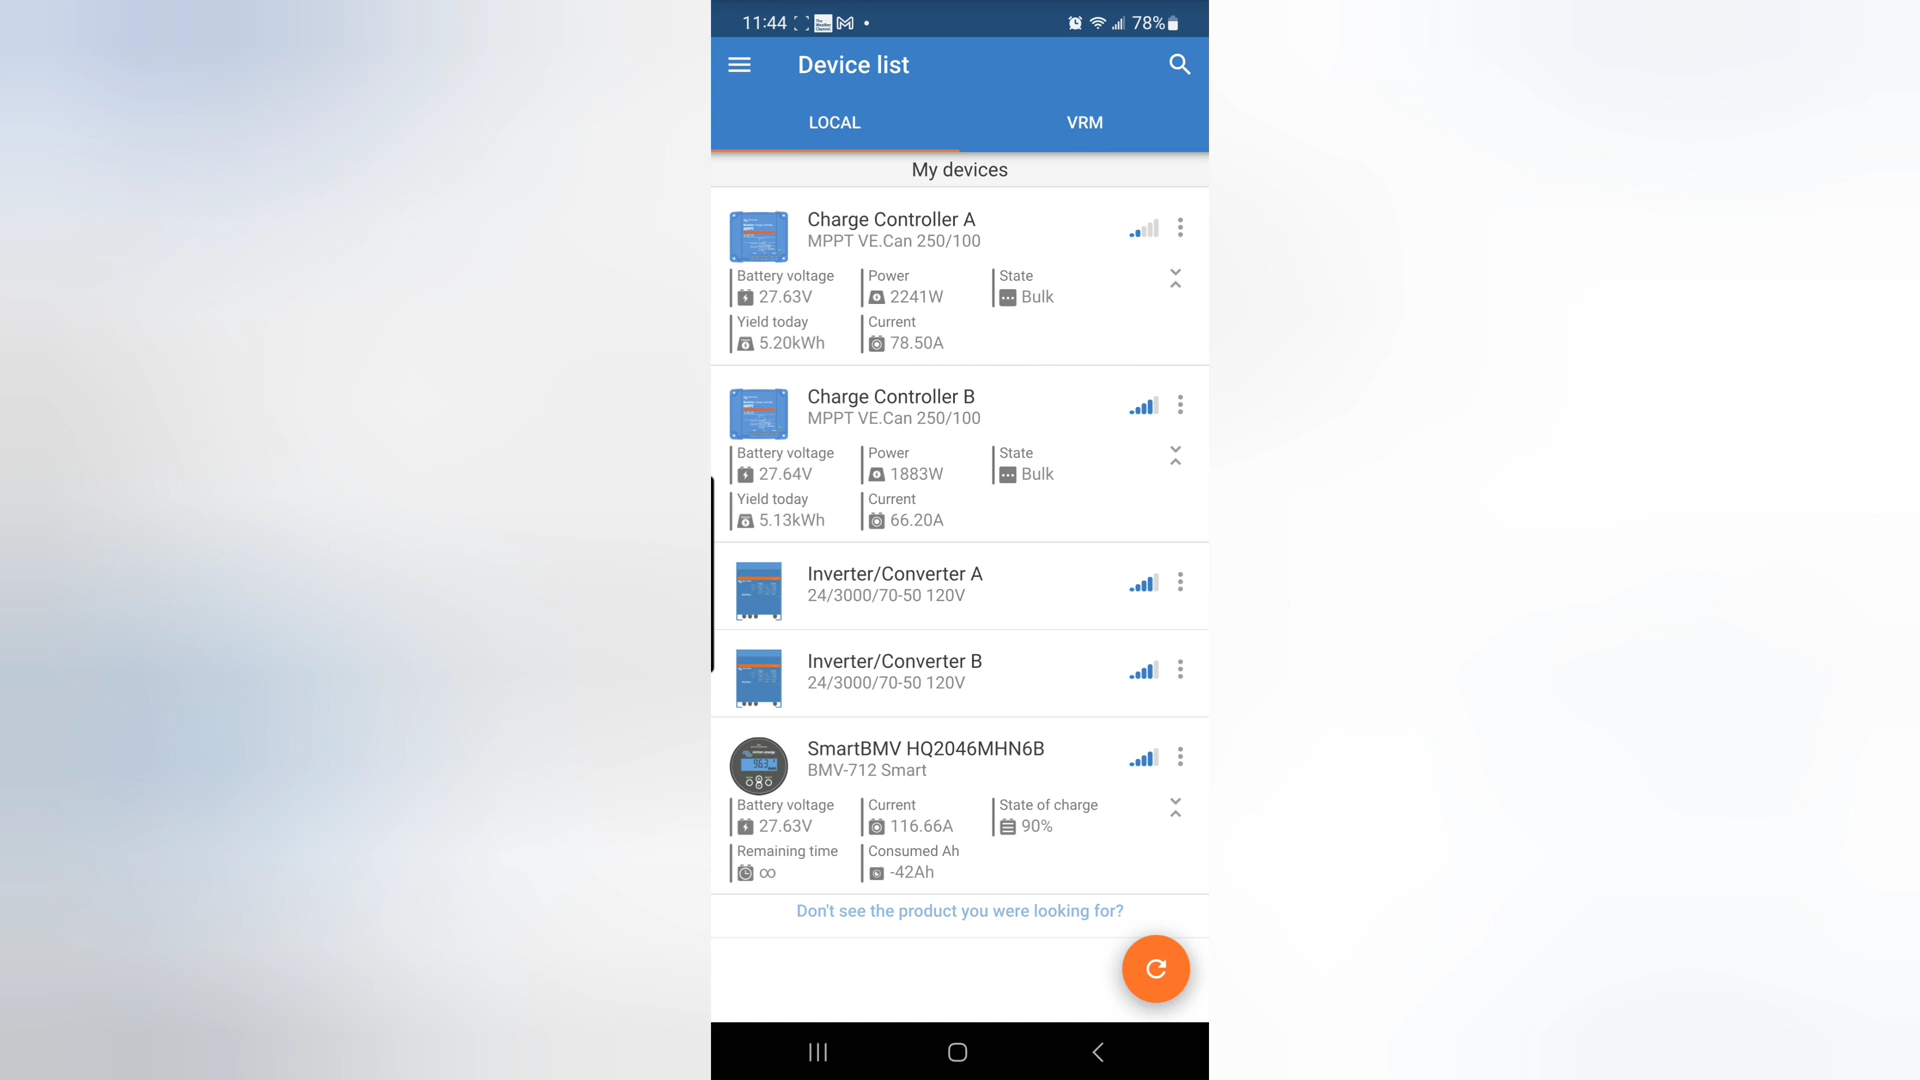 11:44 78%
Device list
LOCAL VRM
My devices
Charge Controller A
MPPT VE.Can 250/100
Battery voltage Power State
27.63V 2241W Bulk
Yield today Current
5.20kWh 78.50A
Charge Controller B
MPPT VE.Can 250/100
Battery voltage Power State
27.64V 1883W Bulk
Yield today Current
5.13kWh 66.20A
Inverter/Converter A
24/3000/70-50 120V
Inverter/Converter B
24/3000/70-50 120V
SmartBMV HQ2046MHN6B
BMV-712 Smart
Battery voltage Current State of charge
27.63V 116.66A 90%
Remaining time Consumed Ah
∞ -42Ah
Don't see the product you were looking for?